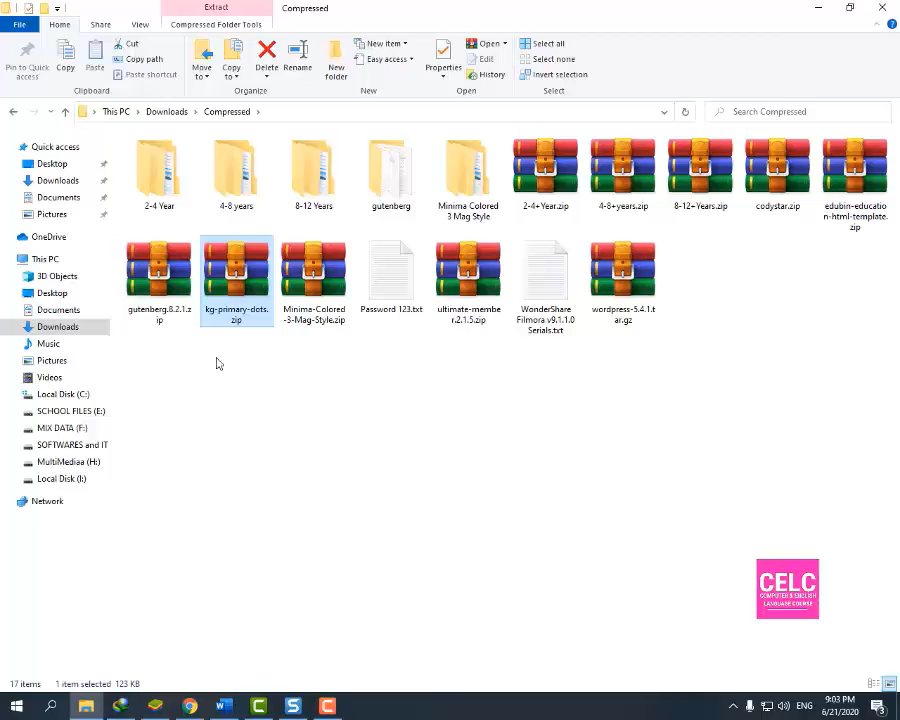 Extract
Compressed
File
Home
Share
View
Compressed Folder Tools
Pin to Quick
access
Copy
Paste
Cut
Copy path
Paste shortcut
Clipboard
Move
to
Copy
to
Delete
Rename
Organize
New
folder
New item
Easy access
New
Properties
Open
Edit
History
Open
Select all
Select none
Invert selection
Select
This PC
Downloads
Compressed
Search Compressed
Quick access
Desktop
Downloads
Documents
Pictures
OneDrive
This PC
3D Objects
Desktop
Documents
Downloads
Music
Pictures
Videos
Local Disk (C:)
SCHOOL FILES (E:)
MIX DATA (F:)
SOFTWARES and IT
MultiMediaa (H:)
Local Disk (I:)
Network
2-4 Year
4-8 years
8-12 Years
gutenberg
Minima Colored
3 Mag Style
2-4+Year.zip
4-8+years.zip
8-12+Years.zip
codystar.zip
edubin-educatio
n-html-template.
zip
gutenberg.8.2.1.z
ip
kg-primary-dots.
zip
Minima-Colored
-3-Mag-Style.zip
Password 123.txt
ultimate-membe
r.2.1.5.zip
WonderShare
Filmora v9.1.1.0
Serials.txt
wordpress-5.4.1.t
ar.gz
CELC
COMPUTER & ENGLISH
LANGUAGE COURSE
17 items
1 item selected 123 KB
ENG
9:03 PM
6/21/2020
3